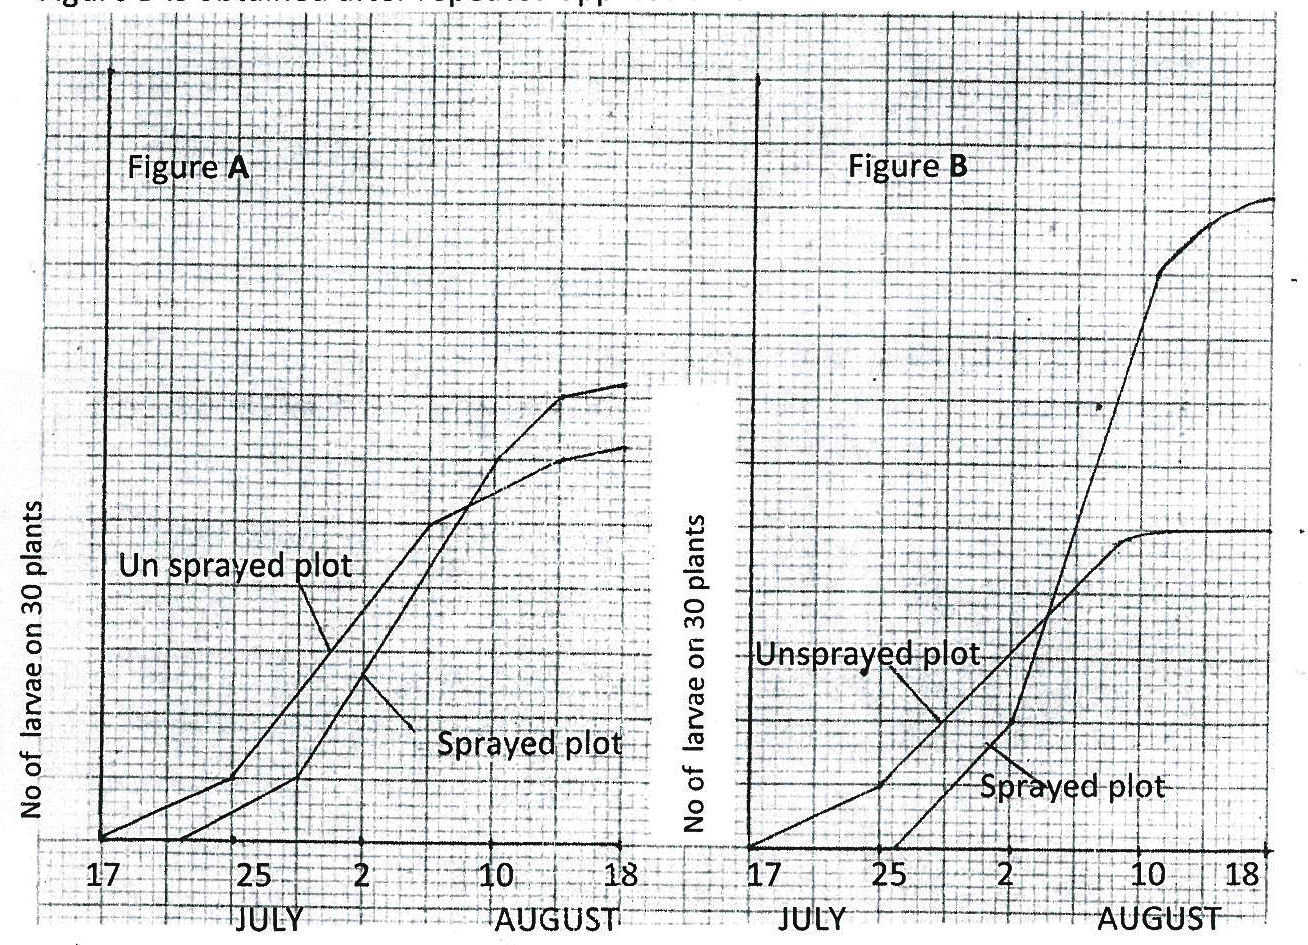 Figure A
Figure B
No of larvae on 30 plants
Un sprayed plot
Sprayed plot
17 25 2 10 18
JULY AUGUST
No of larvae on 30 plants
Unsprayed plot
Sprayed plot
17 25 2 10 18
JULY AUGUST